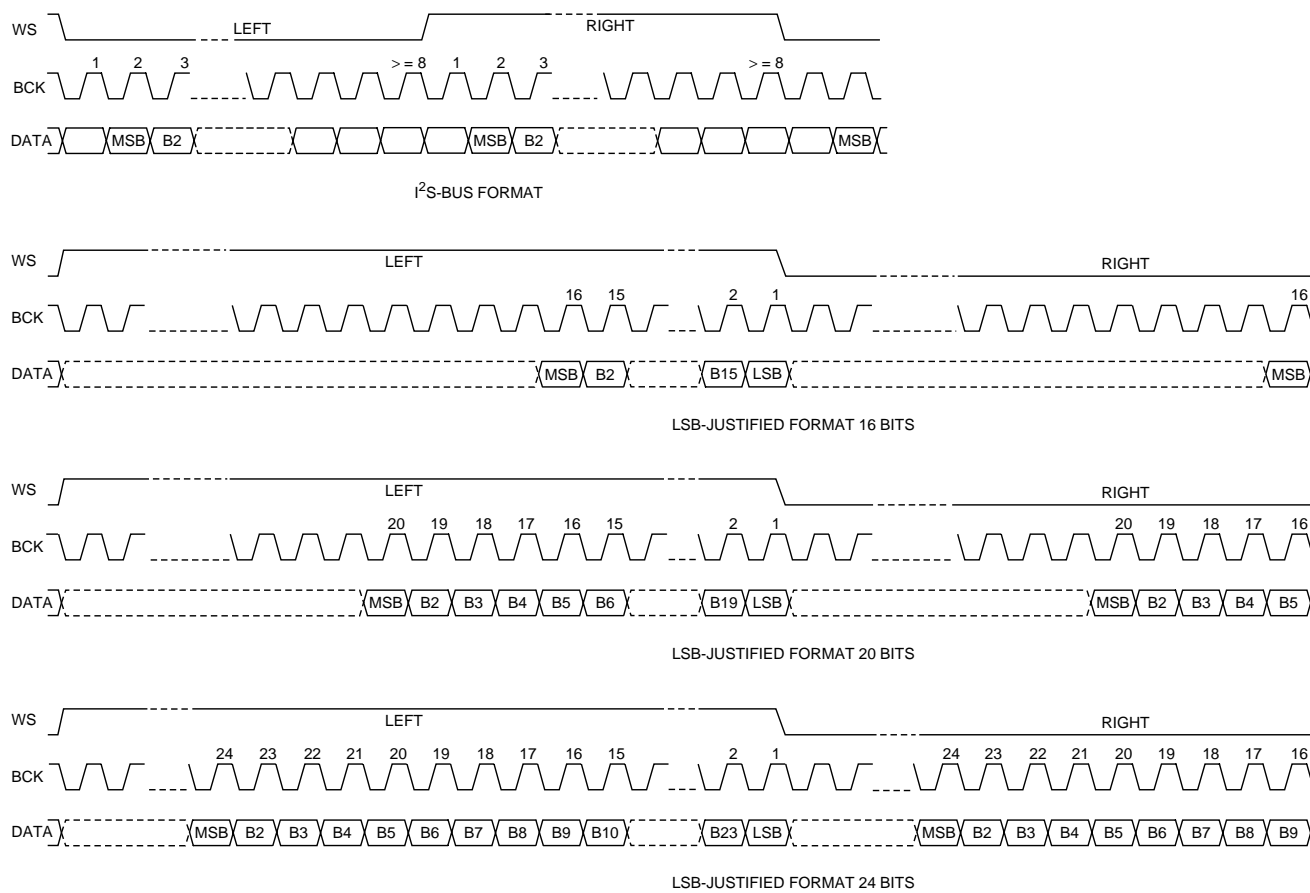 WS LEFT RIGHT
BCK 1 2 3 >= 8 1 2 3 >= 8
DATA MSB B2 MSB B2 MSB
I²S-BUS FORMAT
WS LEFT RIGHT
BCK 16 15 2 1 16
DATA MSB B2 B15 LSB MSB
LSB-JUSTIFIED FORMAT 16 BITS
WS LEFT RIGHT
BCK 20 19 18 17 16 15 2 1 20 19 18 17 16
DATA MSB B2 B3 B4 B5 B6 B19 LSB MSB B2 B3 B4 B5
LSB-JUSTIFIED FORMAT 20 BITS
WS LEFT RIGHT
BCK 24 23 22 21 20 19 18 17 16 15 2 1 24 23 22 21 20 19 18 17 16
DATA MSB B2 B3 B4 B5 B6 B7 B8 B9 B10 B23 LSB MSB B2 B3 B4 B5 B6 B7 B8 B9
LSB-JUSTIFIED FORMAT 24 BITS